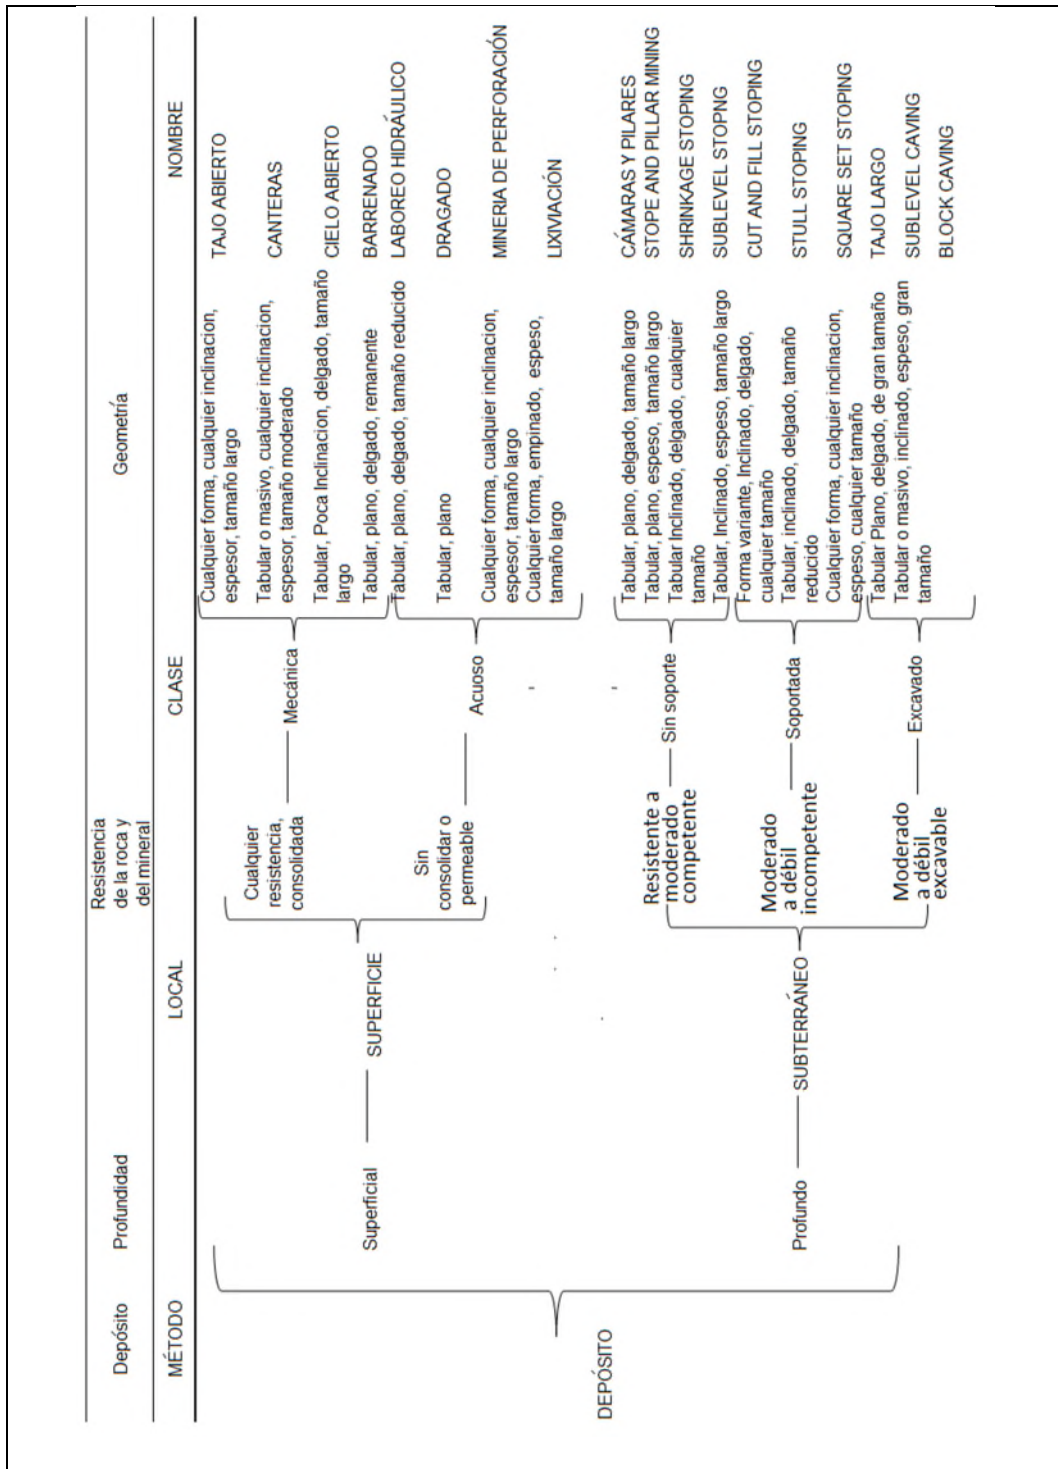 Depósito
Profundidad
Resistencia
de la roca y
del mineral
Geometría
MÉTODO
LOCAL
CLASE
NOMBRE
DEPÓSITO
Superficial
SUPERFICIE
Cualquier
resistencia,
consolidada
Mecánica
Cualquier forma, cualquier inclinacion,
espesor, tamaño largo
TAJO ABIERTO
Tabular o masivo, cualquier inclinacion,
espesor, tamaño moderado
CANTERAS
Tabular, Poca Inclinacion, delgado, tamaño
largo
CIELO ABIERTO
Tabular, plano, delgado, remanente
BARRENADO
Sin
consolidar o
permeable
Acuoso
Tabular, plano, delgado, tamaño reducido
LABOREO HIDRÁULICO
Tabular, plano
DRAGADO
Cualquier forma, cualquier inclinacion,
espesor, tamaño largo
MINERIA DE PERFORACIÓN
Cualquier forma, empinado, espeso,
tamaño largo
LIXIVIACIÓN
Profundo
SUBTERRÁNEO
Resistente a
moderado
competente
Sin soporte
Tabular, plano, delgado, tamaño largo
CÁMARAS Y PILARES
Tabular, plano, espeso, tamaño largo
STOPE AND PILLAR MINING
Tabular Inclinado, delgado, cualquier
tamaño
SHRINKAGE STOPING
Tabular, Inclinado, espeso, tamaño largo
SUBLEVEL STOPNG
Moderado
a débil
incompetente
Soportada
Forma variante, Inclinado, delgado,
cualquier tamaño
CUT AND FILL STOPING
Tabular, inclinado, delgado, tamaño
reducido
STULL STOPING
Cualquier forma, cualquier inclinacion,
espeso, cualquier tamaño
SQUARE SET STOPING
Moderado
a débil
excavable
Excavado
Tabular Plano, delgado, de gran tamaño
TAJO LARGO
Tabular o masivo, inclinado, espeso, gran
tamaño
SUBLEVEL CAVING
BLOCK CAVING